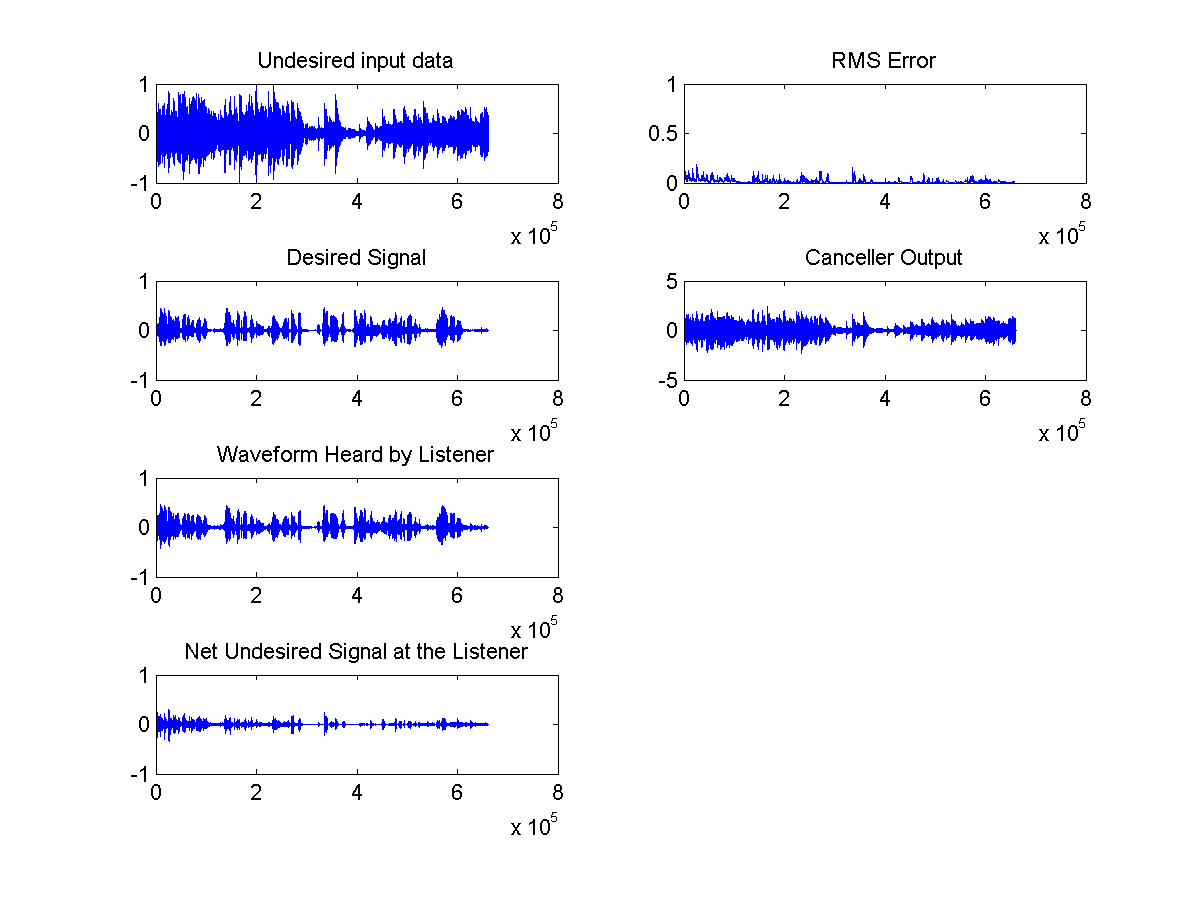 Undesired input data
1
0
-1
0 2 4 6 8
x 10^5
RMS Error
1
0.5
0
0 2 4 6 8
x 10^5
Desired Signal
1
0
-1
0 2 4 6 8
x 10^5
Canceller Output
5
0
-5
0 2 4 6 8
x 10^5
Waveform Heard by Listener
1
0
-1
0 2 4 6 8
x 10^5
Net Undesired Signal at the Listener
1
0
-1
0 2 4 6 8
x 10^5